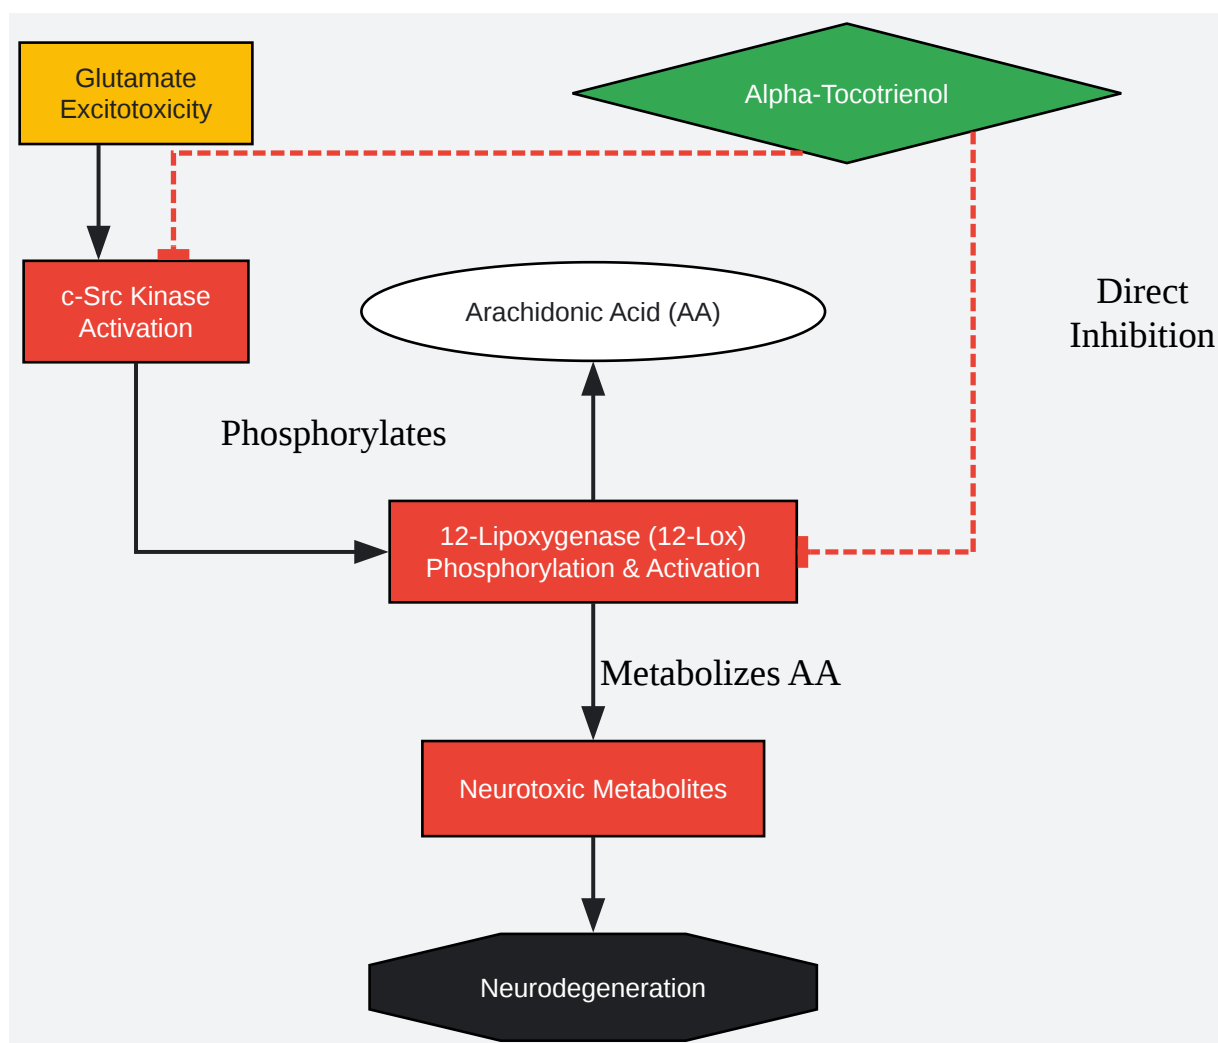 Glutamate
Excitotoxicity
Alpha-Tocotrienol
c-Src Kinase
Activation
Arachidonic Acid (AA)
Direct
Inhibition
Phosphorylates
12-Lipoxygenase (12-Lox)
Phosphorylation & Activation
Metabolizes AA
Neurotoxic Metabolites
Neurodegeneration